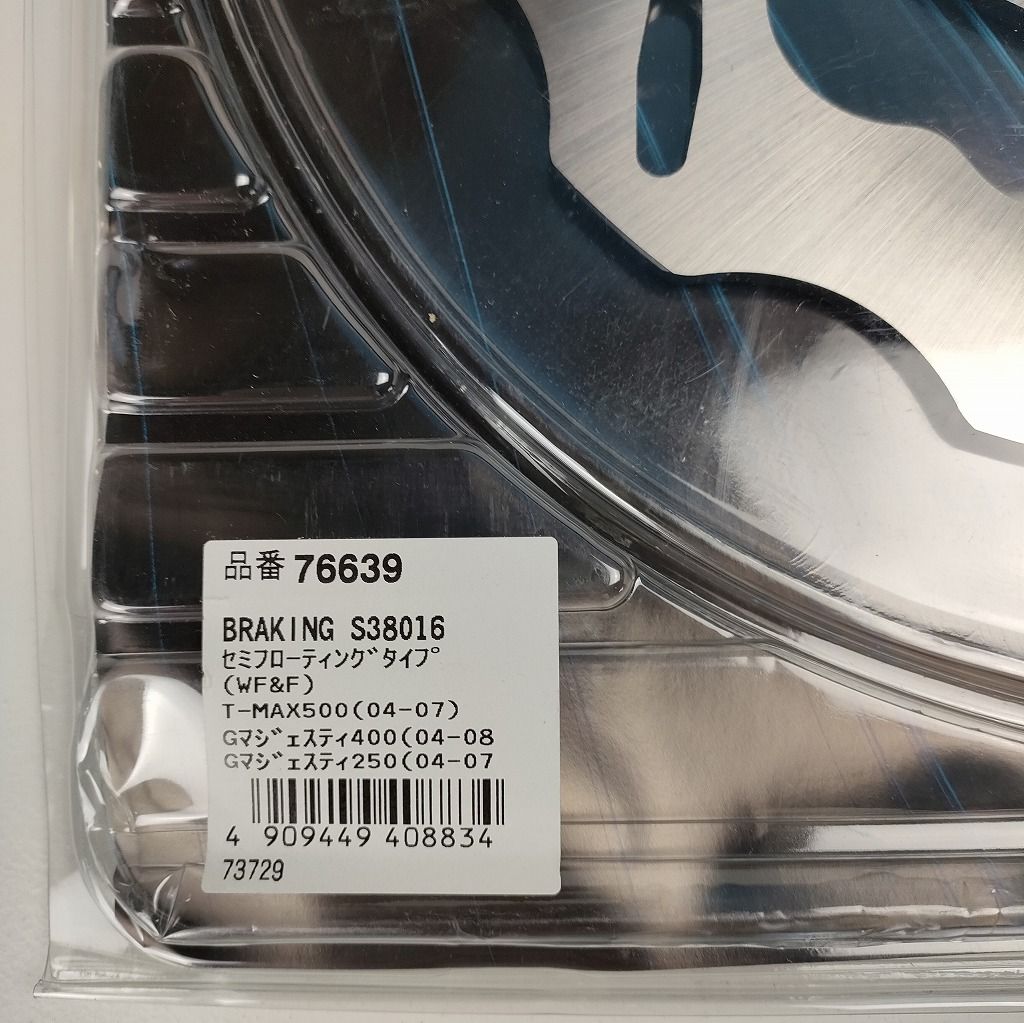 品番 76639
BRAKING S38016
ｾﾐﾌﾛｰﾃｨﾝｸﾞﾀｲﾌﾟ
(WF&F)
T-MAX500(04-07)
Gﾏｼﾞｪｽﾃｨ400(04-08
Gﾏｼﾞｪｽﾃｨ250(04-07
4 909449 408834
73729